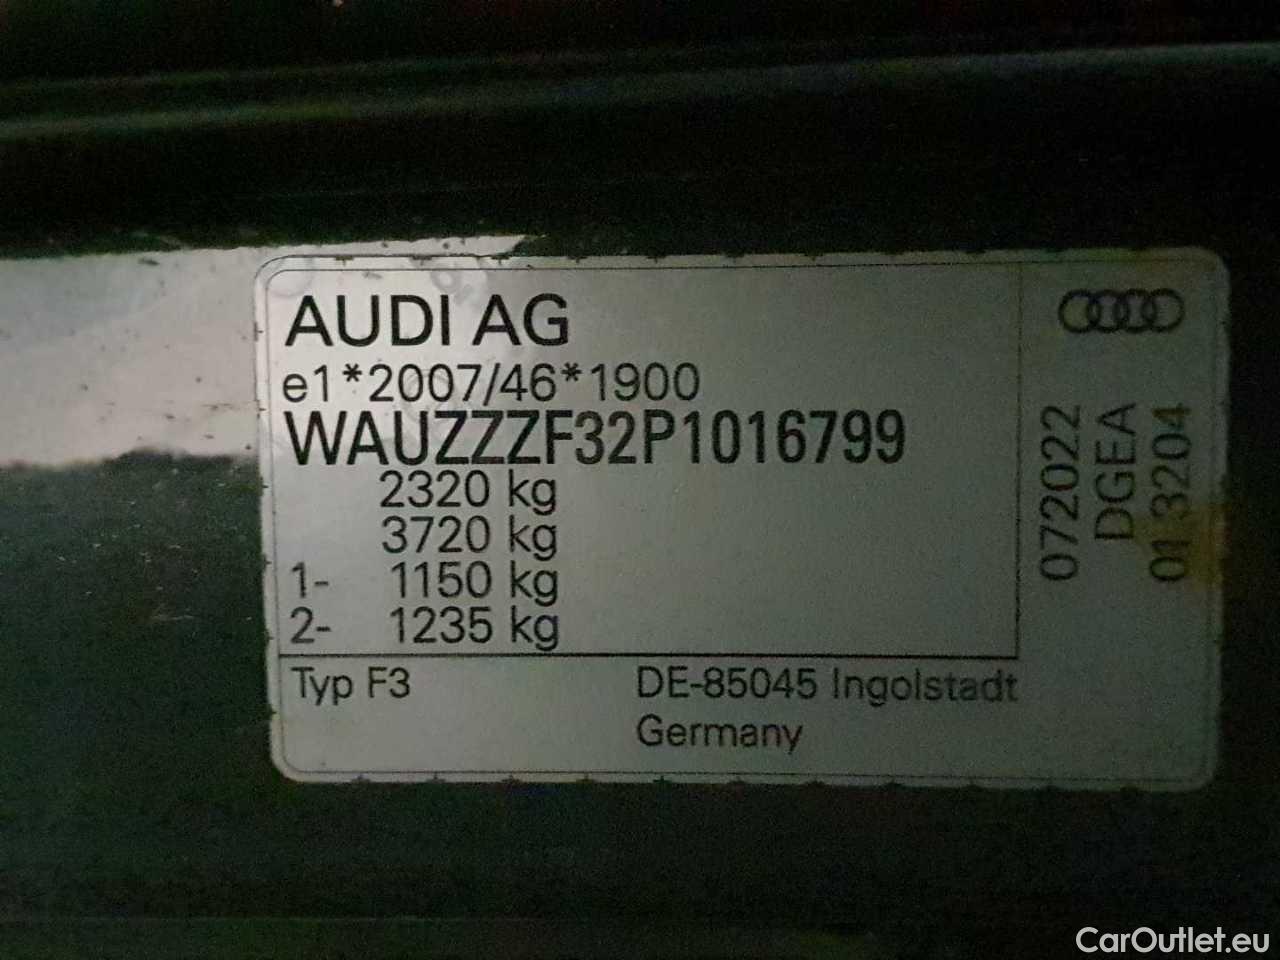 AUDI AG
e1*2007/46*1900
WAUZZZF32P1016799
2320 kg
3720 kg
1- 1150 kg
2- 1235 kg
Typ F3
DE-85045 Ingolstadt
Germany
072022
DGEA
01 3204
CarOutlet.eu